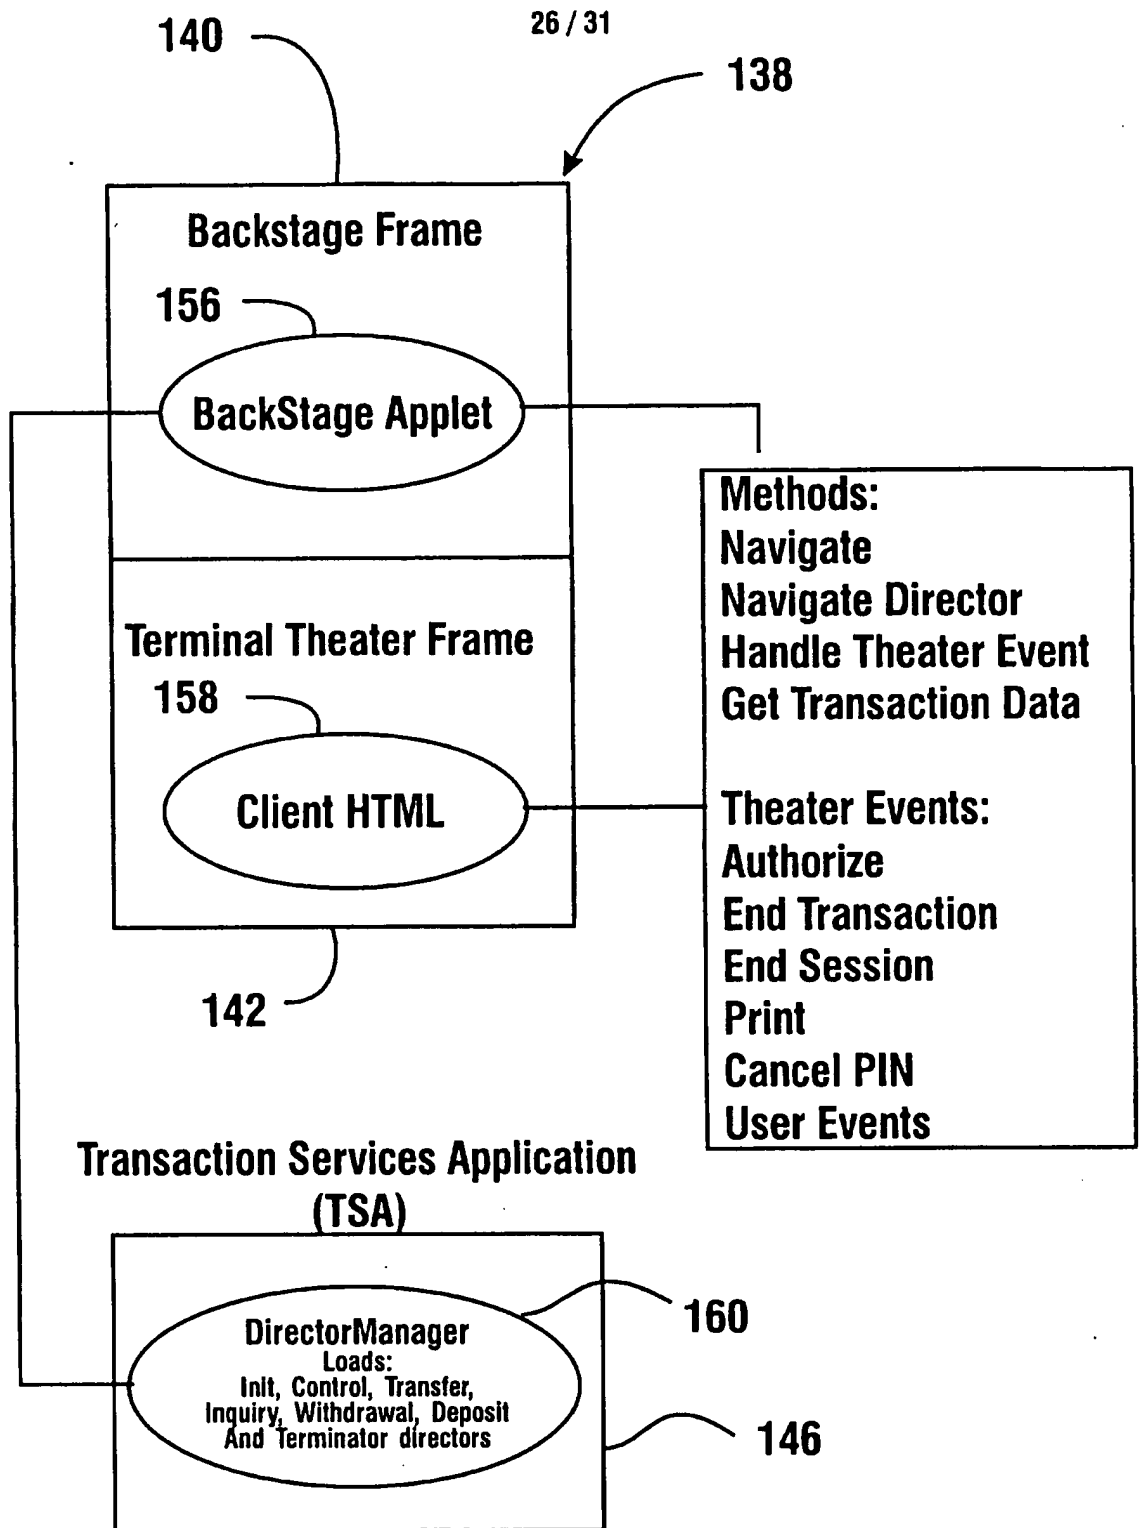 26 / 31
140
138
Backstage Frame
156
BackStage Applet
Terminal Theater Frame
158
Client HTML
142
Methods:
Navigate
Navigate Director
Handle Theater Event
Get Transaction Data
Theater Events:
Authorize
End Transaction
End Session
Print
Cancel PIN
User Events
Transaction Services Application
(TSA)
DirectorManager
Loads:
Init, Control, Transfer,
Inquiry, Withdrawal, Deposit
And Terminator directors
160
146